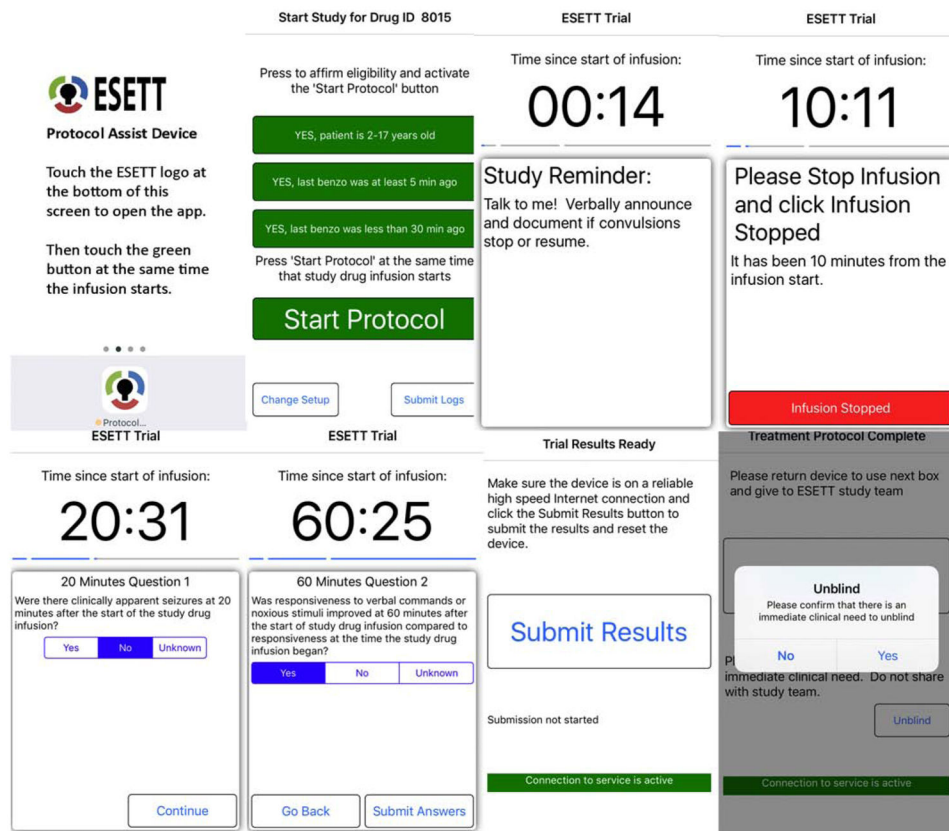 ESETT
Protocol Assist Device
Touch the ESETT logo at
the bottom of this
screen to open the app.
Then touch the green
button at the same time
the infusion starts.
Protocol...
Start Study for Drug ID 8015
Press to affirm eligibility and activate
the 'Start Protocol' button
YES, patient is 2-17 years old
YES, last benzo was at least 5 min ago
YES, last benzo was less than 30 min ago
Press 'Start Protocol' at the same time
that study drug infusion starts
Start Protocol
Change Setup
Submit Logs
ESETT Trial
Time since start of infusion:
00:14
Study Reminder:
Talk to me! Verbally announce
and document if convulsions
stop or resume.
ESETT Trial
Time since start of infusion:
10:11
Please Stop Infusion
and click Infusion
Stopped
It has been 10 minutes from the
infusion start.
Infusion Stopped
ESETT Trial
Time since start of infusion:
20:31
20 Minutes Question 1
Were there clinically apparent seizures at 20
minutes after the start of the study drug
infusion?
Yes No Unknown
Continue
ESETT Trial
Time since start of infusion:
60:25
60 Minutes Question 2
Was responsiveness to verbal commands or
noxious stimuli improved at 60 minutes after
the start of study drug infusion compared to
responsiveness at the time the study drug
infusion began?
Yes No Unknown
Go Back
Submit Answers
Trial Results Ready
Make sure the device is on a reliable
high speed Internet connection and
click the Submit Results button to
submit the results and reset the
device.
Submit Results
Submission not started
Connection to service is active
Treatment Protocol Complete
Please return device to use next box
and give to ESETT study team
Unblind
Please confirm that there is an
immediate clinical need to unblind
No Yes
immediate clinical need. Do not share
with study team.
Unblind
Connection to service is active